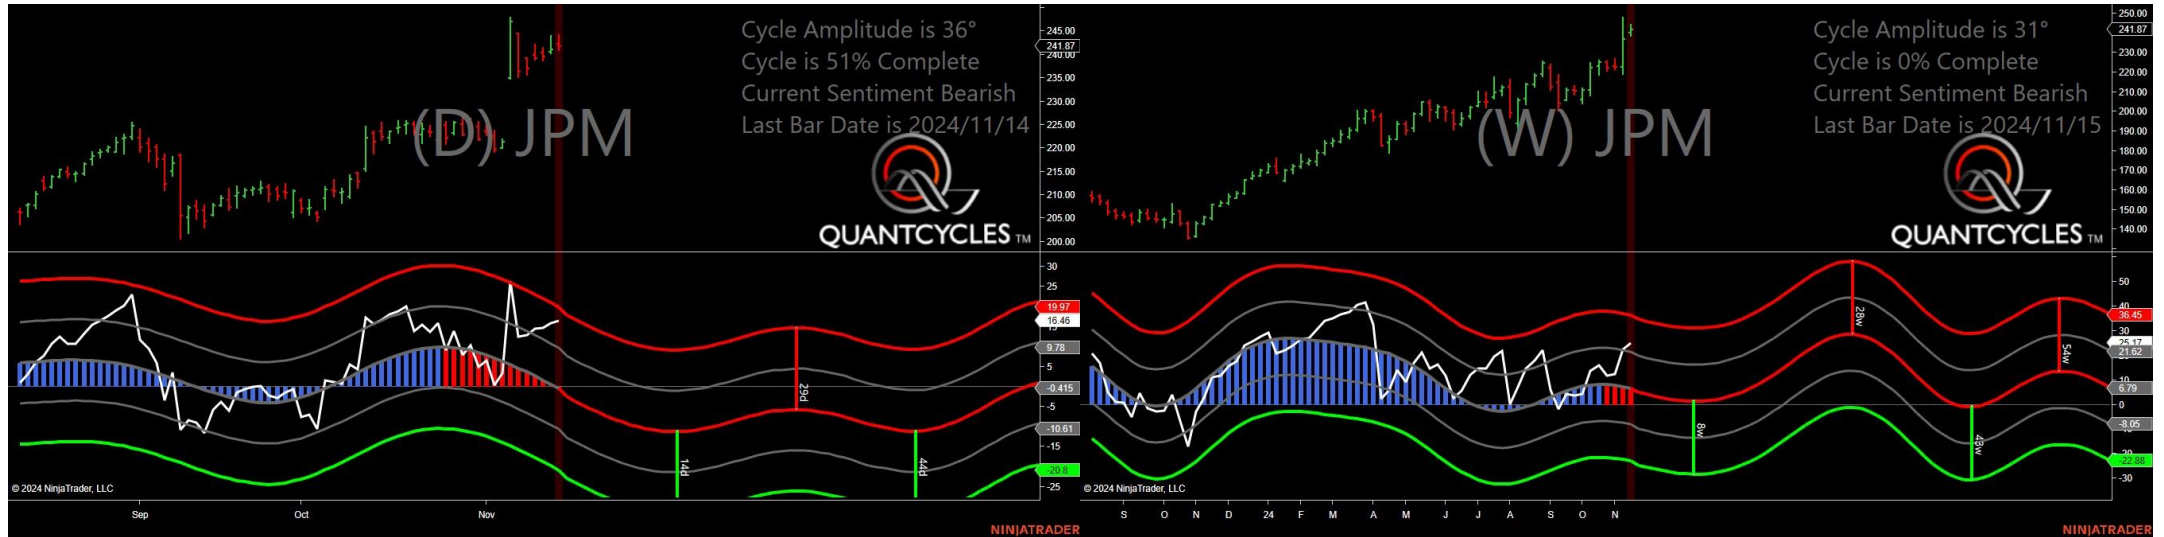 Cycle Amplitude is 36°
Cycle is 51% Complete
Current Sentiment Bearish
Last Bar Date is 2024/11/14
(D) JPM
QUANTCYCLES TM
245.00
241.87
240.00
235.00
230.00
225.00
220.00
215.00
210.00
205.00
200.00
30
25
19.97
16.46
15
9.78
5
-0.415
-5
-10.61
-15
-20.8
-25
29d
14d
44d
© 2024 NinjaTrader, LLC
Sep
Oct
Nov
NINJATRADER
Cycle Amplitude is 31°
Cycle is 0% Complete
Current Sentiment Bearish
Last Bar Date is 2024/11/15
(W) JPM
QUANTCYCLES TM
250.00
241.87
230.00
220.00
210.00
200.00
190.00
180.00
170.00
160.00
150.00
140.00
50
40
36.45
30
25.17
21.62
10
6.79
0
-8.05
-22.88
-30
28w
54w
8w
43w
© 2024 NinjaTrader, LLC
S
O
N
D
24
F
M
A
M
J
J
A
S
O
N
NINJATRADER